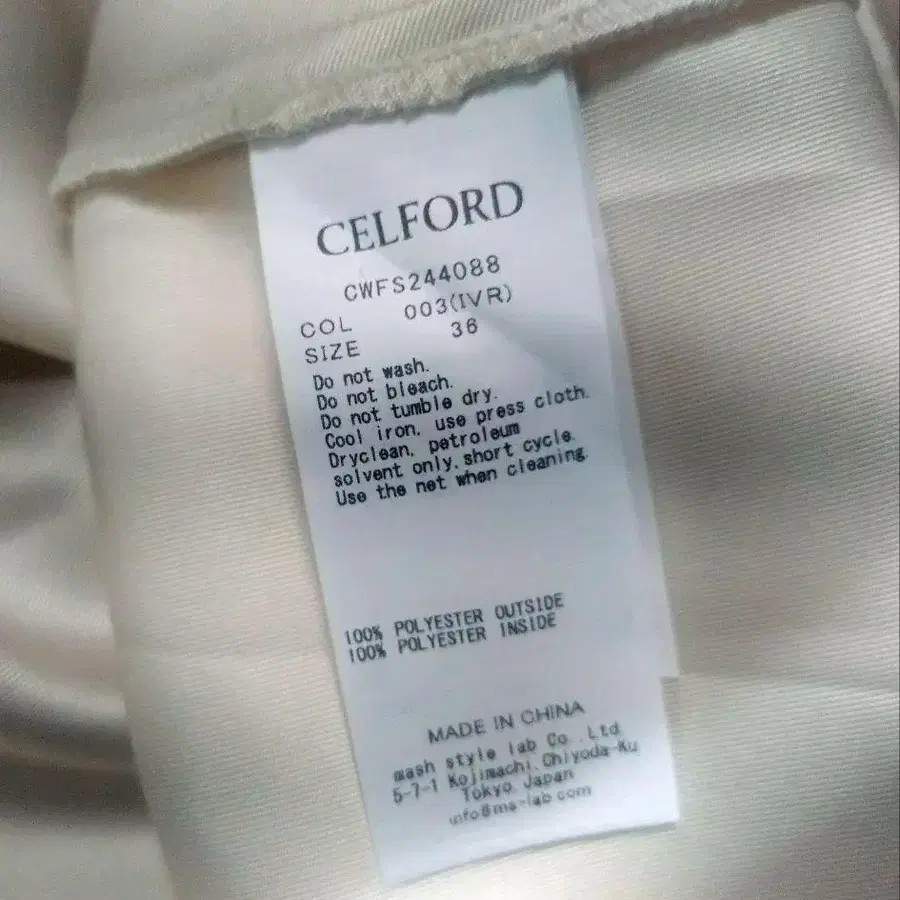 CELFORD
CWFS244088
COL 003(IVR)
SIZE 36
Do not wash.
Do not bleach.
Do not tumble dry.
Cool iron, use press cloth.
Dryclean, petroleum
solvent only, short cycle.
Use the net when cleaning.
100% POLYESTER OUTSIDE
100% POLYESTER INSIDE
MADE IN CHINA
mash style lab Co.,Ltd
5-7-1 Kojimachi,Chiyoda-Ku
Tokyo,Japan
info@ms-lab.com